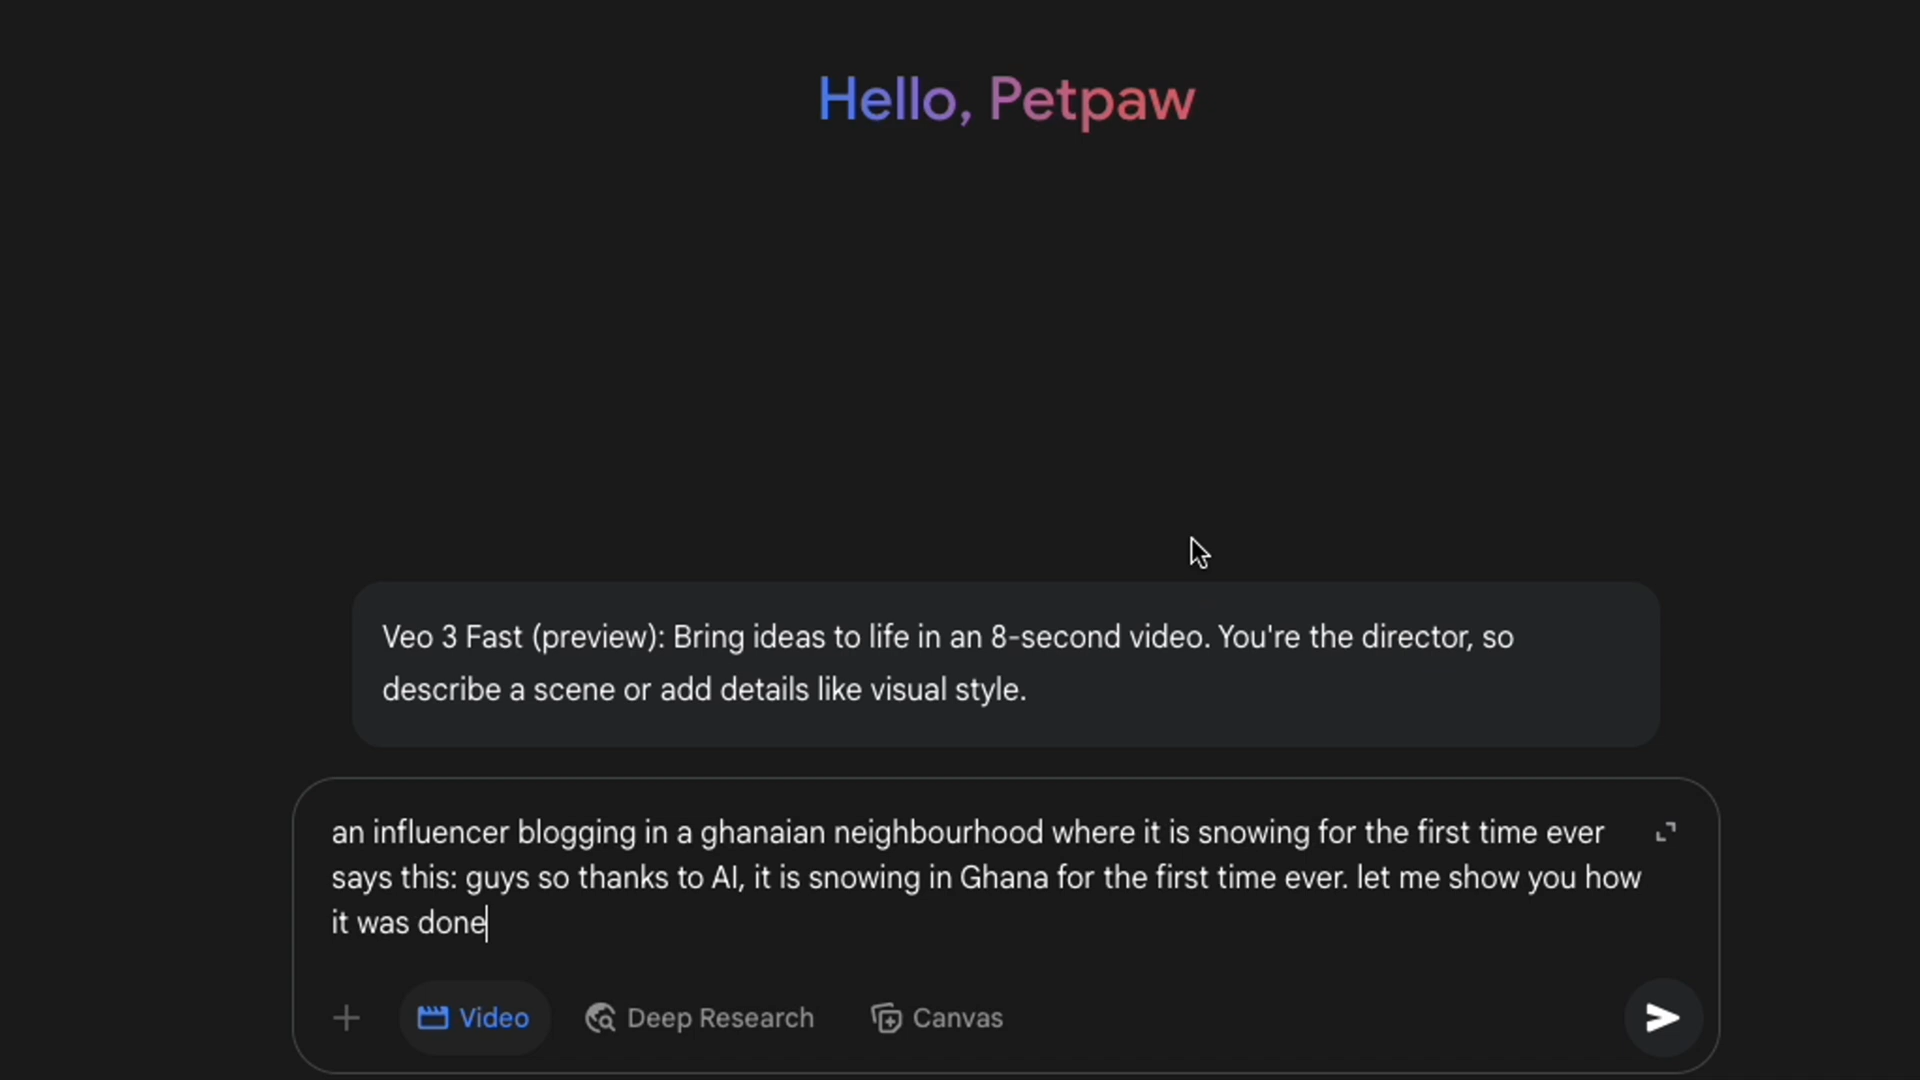 Hello, Petpaw
Veo 3 Fast (preview): Bring ideas to life in an 8-second video. You're the director, so
describe a scene or add details like visual style.
an influencer blogging in a ghanaian neighbourhood where it is snowing for the first time ever
says this: guys so thanks to AI, it is snowing in Ghana for the first time ever. let me show you how
it was done
Video Deep Research Canvas